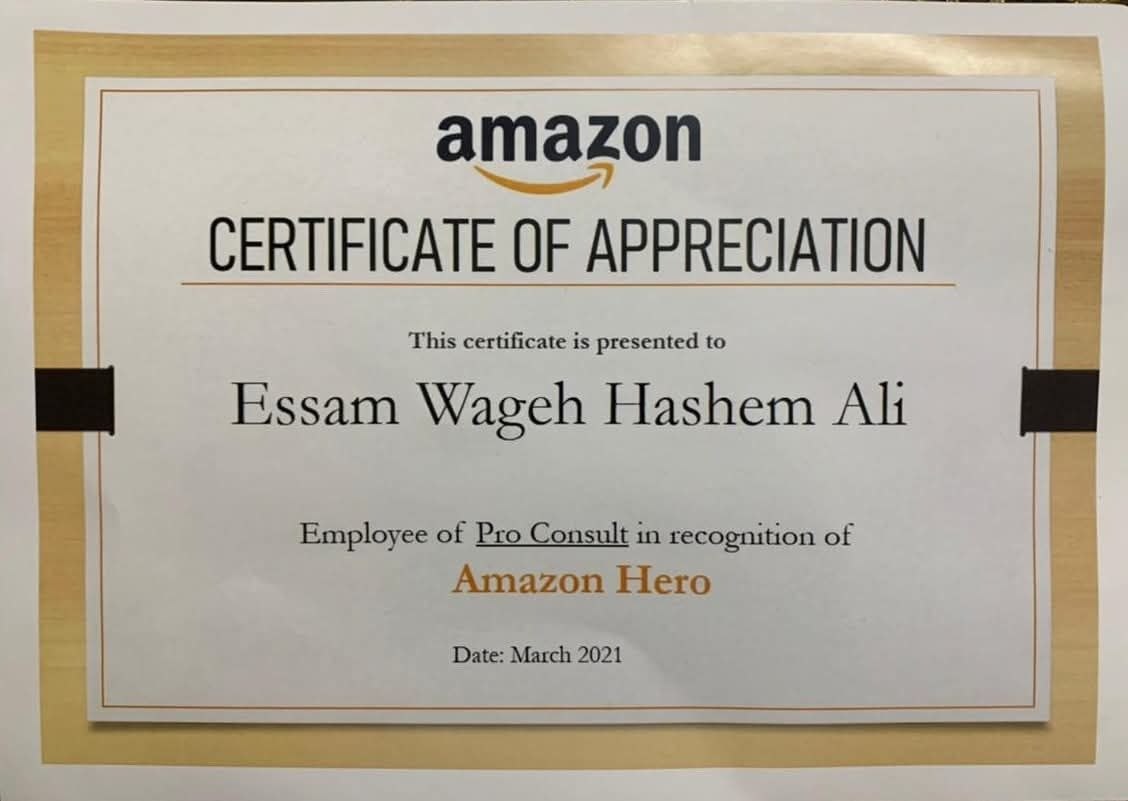 amazon
CERTIFICATE OF APPRECIATION
This certificate is presented to
Essam Wageh Hashem Ali
Employee of Pro Consult in recognition of
Amazon Hero
Date: March 2021